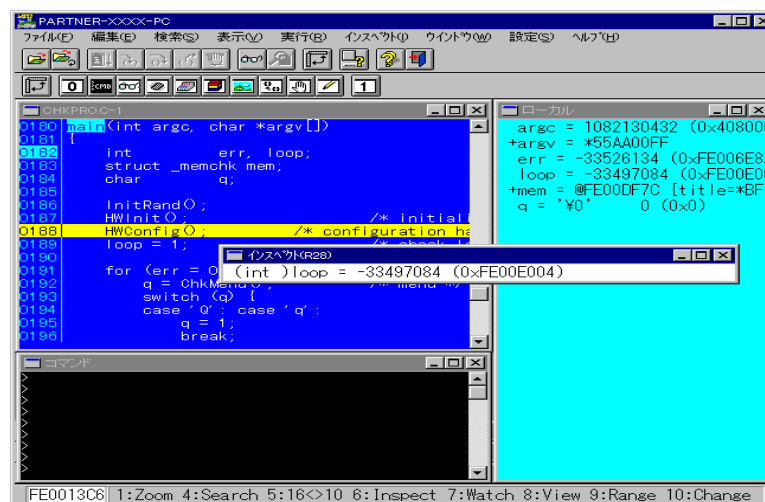 PARTNER-XXXX-PC
ファイル(F) 編集(E) 検索(S) 表示(V) 実行(R) インスペクト(I) ウインドウ(W) 設定(S) ヘルプ(H)
0 CMD 1
CHKPRO.C-1
0180 main(int argc, char *argv[])
0181 {
0182 int err, loop;
0183 struct _memchk mem;
0184 char q;
0185
0186 InitRand();
0187 HWInit(); /* initiali
0188 HWConfig(); /* configuration ha
0189 loop = 1;
0190
0191 for (err = 0
0192
0193 switch (q) {
0194 case 'Q': case 'q':
0195 q = 1;
0196 break;
ローカル
argc = 1082130432 (0x40800
+argv = *55AA00FF
err = -33526134 (0xFE006E8
loop = -33497084 (0xFE00E0
+mem = @FE00DF7C [title=*BF
q = '¥0' 0 (0x0)
インスペクト(R28)
(int )loop = -33497084 (0xFE00E004)
コマンド
>
>
>
>
>
>
>
>
FE0013C6 1:Zoom 4:Search 5:16<>10 6:Inspect 7:Watch 8:View 9:Range 10:Change